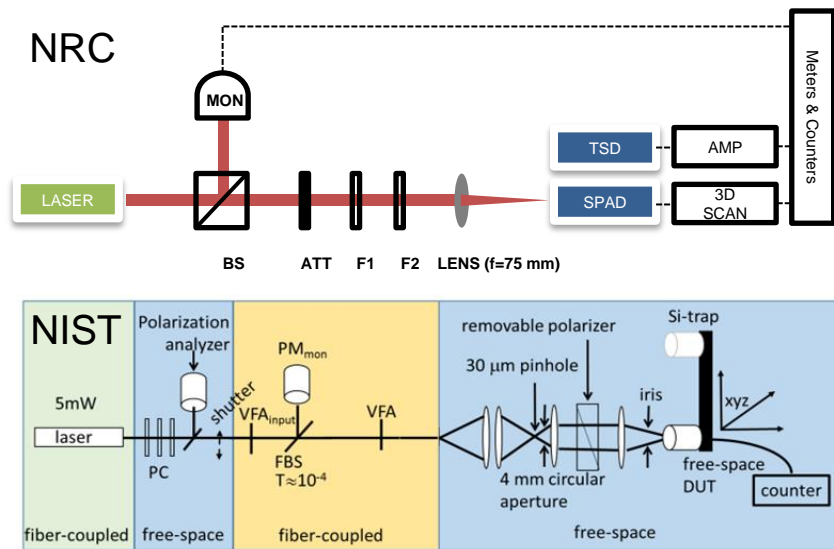 NRC
MON
Meters & Counters
TSD
AMP
LASER
SPAD
3D
SCAN
BS
ATT
F1
F2
LENS (f=75 mm)
NIST
Polarization
analyzer
5mW
laser
PC
shutter
VFAinput
PMmon
FBS
T≈10-4
VFA
removable polarizer
30 μm pinhole
4 mm circular
aperture
iris
Si-trap
xyz
free-space
DUT
counter
fiber-coupled
free-space
fiber-coupled
free-space